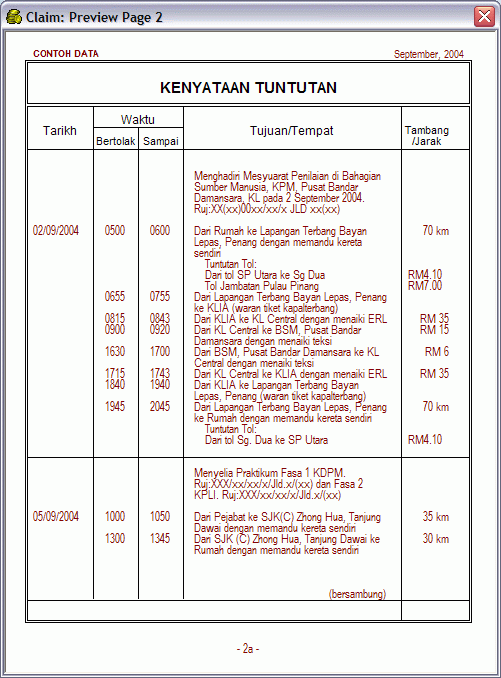 Claim: Preview Page 2
CONTOH DATA
September, 2004
KENYATAAN TUNTUTAN
Tarikh
Waktu
Bertolak
Sampai
Tujuan/Tempat
Tambang
/Jarak
Menghadiri Mesyuarat Penilaian di Bahagian
Sumber Manusia, KPM, Pusat Bandar
Damansara, KL pada 2 September 2004.
Ruj:XX(xx)00xx/xx/x JLD xx(xx)
02/09/2004 0500 0600 Dari Rumah ke Lapangan Terbang Bayan 70 km
Lepas, Penang dengan memandu kereta
sendiri
Tuntutan Tol:
Dari tol SP Utara ke Sg Dua RM4.10
Tol Jambatan Pulau Pinang RM7.00
0655 0755 Dari Lapangan Terbang Bayan Lepas, Penang
ke KLIA (waran tiket kapalterbang)
0815 0843 Dari KLIA ke KL Central dengan menaiki ERL RM 35
0900 0920 Dari KL Central ke BSM, Pusat Bandar RM 15
Damansara dengan menaiki teksi
1630 1700 Dari BSM, Pusat Bandar Damansara ke KL RM 6
Central dengan menaiki teksi
1715 1743 Dari KL Central ke KLIA dengan menaiki ERL RM 35
1840 1940 Dari KLIA ke Lapangan Terbang Bayan
Lepas, Penang (waran tiket kapalterbang)
1945 2045 Dari Lapangan Terbang Bayan Lepas, Penang 70 km
ke Rumah dengan memandu kereta sendiri
Tuntutan Tol:
Dari tol Sg. Dua ke SP Utara RM4.10
Menyelia Praktikum Fasa 1 KDPM.
Ruj:XXX/xx/xx/x/Jld.x/(xx) dan Fasa 2
KPLI. Ruj:XXX/xx/xx/x/Jld.x/(xx)
05/09/2004 1000 1050 Dari Pejabat ke SJK(C) Zhong Hua, Tanjung 35 km
Dawai dengan memandu kereta sendiri
1300 1345 Dari SJK (C) Zhong Hua, Tanjung Dawai ke 30 km
Rumah dengan memandu kereta sendiri
(bersambung)
- 2a -